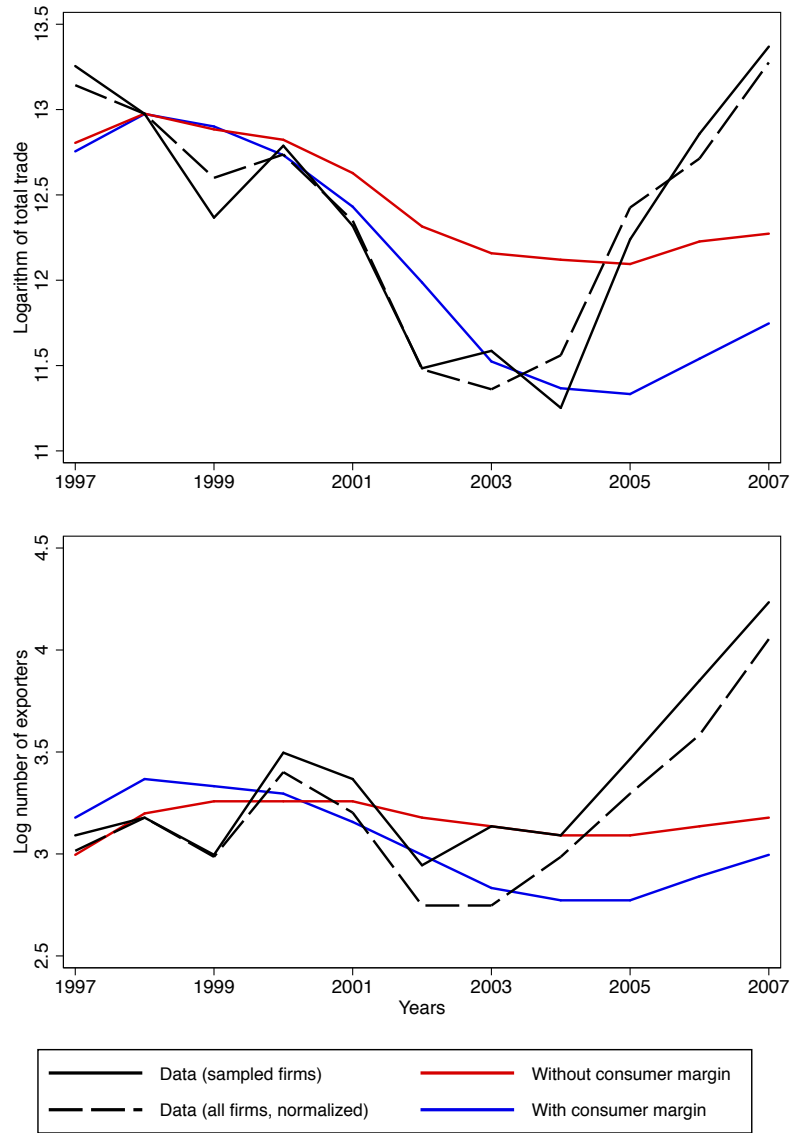 13.5
13
12.5
12
11.5
11
Logarithm of total trade
1997 1999 2001 2003 2005 2007
4.5
4
3.5
3
2.5
Log number of exporters
1997 1999 2001 2003 2005 2007
Years
Data (sampled firms) Without consumer margin
Data (all firms, normalized) With consumer margin